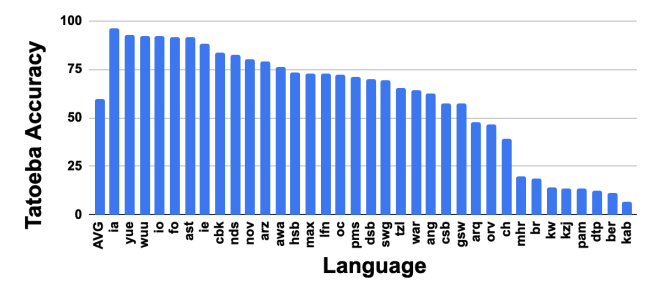 100
75
50
25
0
Tatoeba Accuracy
AVG ia yue wuu io fo ast ie cbk nds nov arz awa hsb max lfn oc pms dsb swg tzl war ang csb gsw arq orv ch mhr br kw kzj pam dtp ber kab
Language